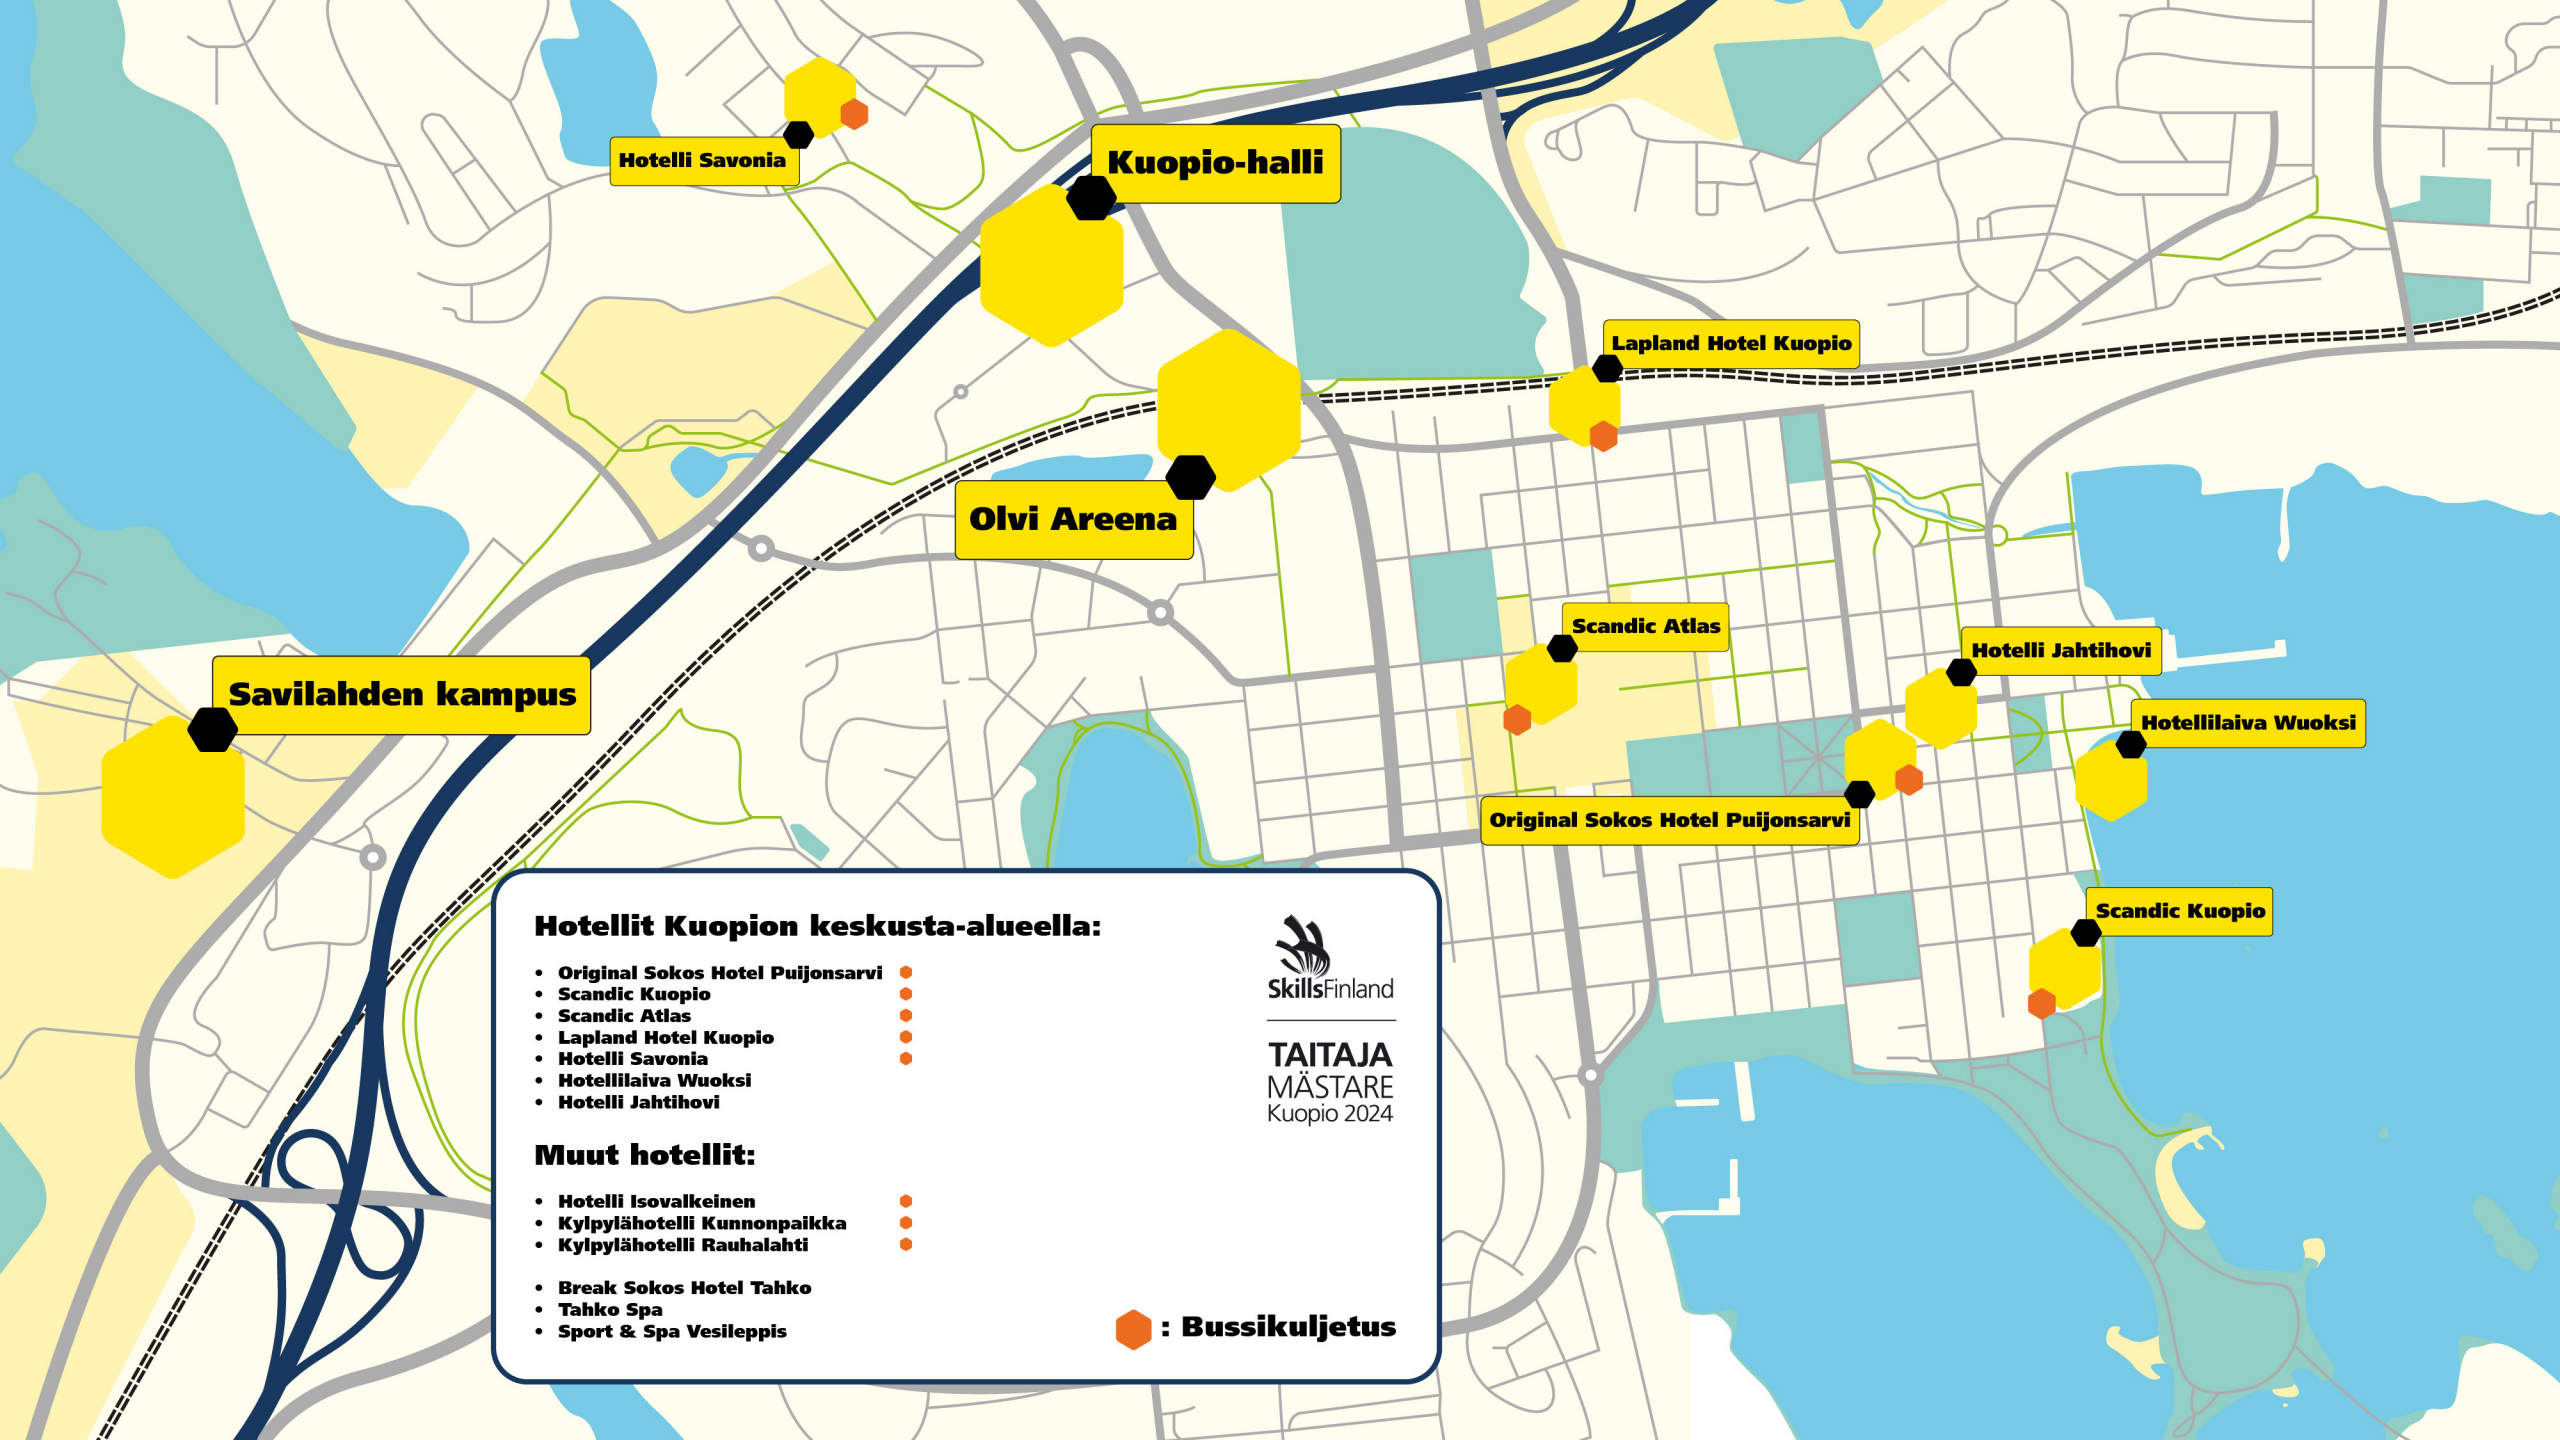 Hotelli Savonia
Kuopio-halli
Lapland Hotel Kuopio
Olvi Areena
Scandic Atlas
Hotelli Jahtihovi
Savilahden kampus
Hotellilaiva Wuoksi
Original Sokos Hotel Puijonsarvi
Scandic Kuopio
Hotellit Kuopion keskusta-alueella:
• Original Sokos Hotel Puijonsarvi
• Scandic Kuopio
• Scandic Atlas
• Lapland Hotel Kuopio
• Hotelli Savonia
• Hotellilaiva Wuoksi
• Hotelli Jahtihovi
Muut hotellit:
• Hotelli Isovalkeinen
• Kylpylähotelli Kunnonpaikka
• Kylpylähotelli Rauhalahti
• Break Sokos Hotel Tahko
• Tahko Spa
• Sport & Spa Vesileppis
SkillsFinland
TAITAJA
MÄSTARE
Kuopio 2024
: Bussikuljetus